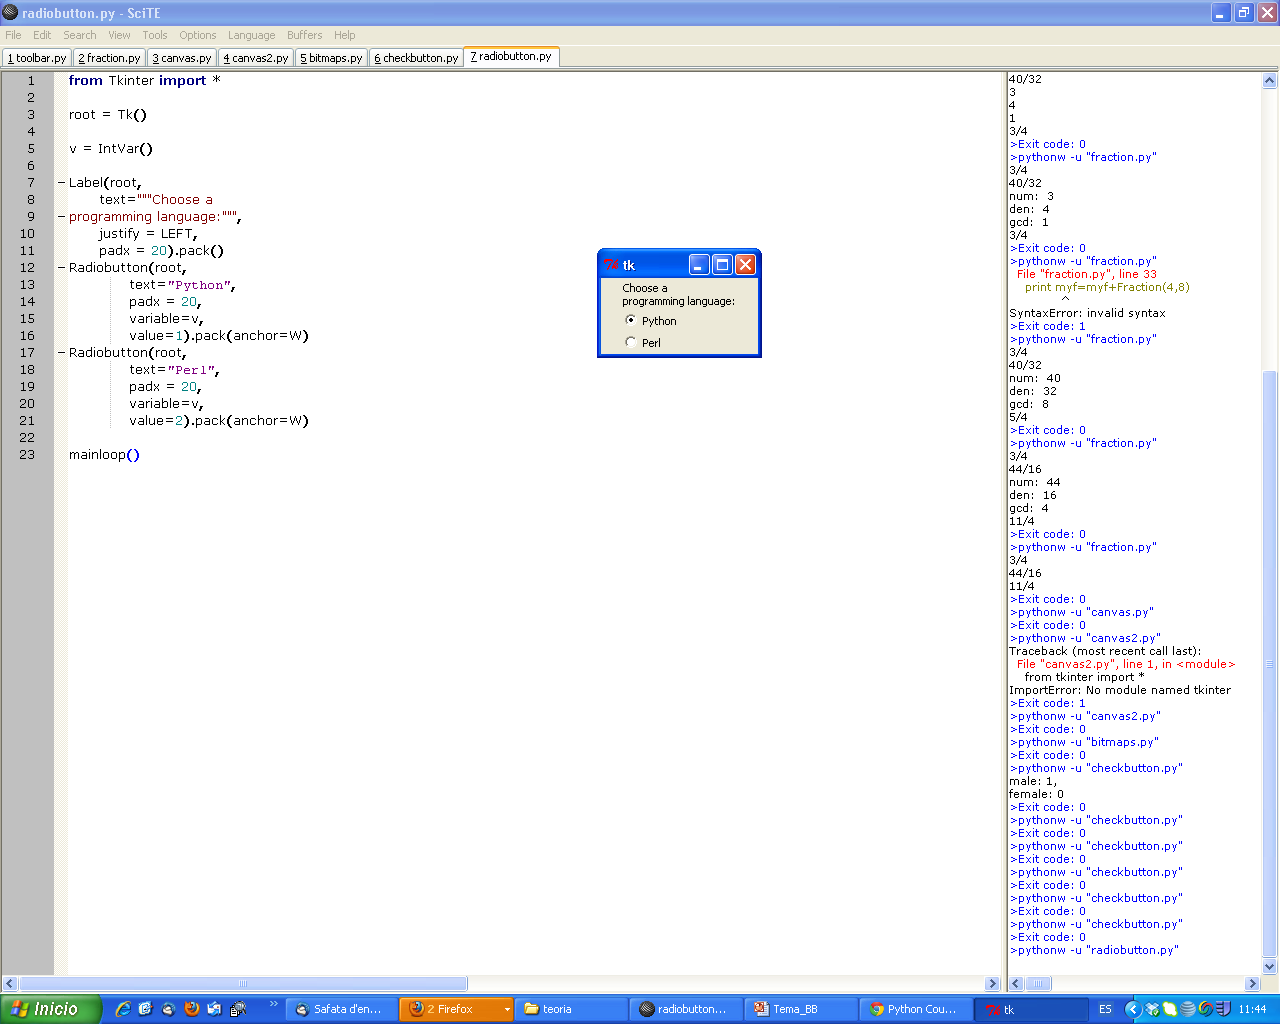 radiobutton.py - SciTE
File Edit Search View Tools Options Language Buffers Help
1 toolbar.py 2 fraction.py 3 canvas.py 4 canvas2.py 5 bitmaps.py 6 checkbutton.py 7 radiobutton.py
1 from Tkinter import *
2
3 root = Tk()
4
5 v = IntVar()
6
7 Label(root,
8 text="""Choose a
9 programming language:""",
10 justify = LEFT,
11 padx = 20).pack()
12 Radiobutton(root,
13 text="Python",
14 padx = 20,
15 variable=v,
16 value=1).pack(anchor=W)
17 Radiobutton(root,
18 text="Perl",
19 padx = 20,
20 variable=v,
21 value=2).pack(anchor=W)
22
23 mainloop()
tk
Choose a
programming language:
Python
Perl
40/32
3
4
1
3/4
>Exit code: 0
>pythonw -u "fraction.py"
3/4
40/32
num: 3
den: 4
gcd: 1
3/4
>Exit code: 0
>pythonw -u "fraction.py"
File "fraction.py", line 33
print myf=myf+Fraction(4,8)
^
SyntaxError: invalid syntax
>Exit code: 1
>pythonw -u "fraction.py"
3/4
40/32
num: 40
den: 32
gcd: 8
5/4
>Exit code: 0
>pythonw -u "fraction.py"
3/4
44/16
num: 44
den: 16
gcd: 4
11/4
>Exit code: 0
>pythonw -u "fraction.py"
3/4
44/16
11/4
>Exit code: 0
>pythonw -u "canvas.py"
>Exit code: 0
>pythonw -u "canvas2.py"
Traceback (most recent call last):
File "canvas2.py", line 1, in <module>
from tkinter import *
ImportError: No module named tkinter
>Exit code: 1
>pythonw -u "canvas2.py"
>Exit code: 0
>pythonw -u "bitmaps.py"
>Exit code: 0
>pythonw -u "checkbutton.py"
male: 1,
female: 0
>Exit code: 0
>pythonw -u "checkbutton.py"
>Exit code: 0
>pythonw -u "checkbutton.py"
>Exit code: 0
>pythonw -u "checkbutton.py"
>Exit code: 0
>pythonw -u "checkbutton.py"
>Exit code: 0
>pythonw -u "checkbutton.py"
>Exit code: 0
>pythonw -u "radiobutton.py"
Inicio » Safata d'en... 2 Firefox teoria radiobutton... Tema_BB Python Cou... tk ES 11:44